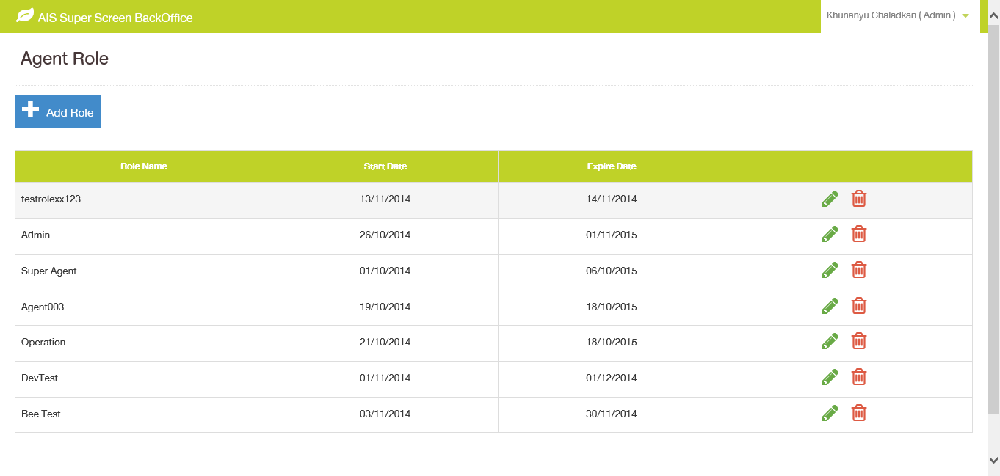 AIS Super Screen BackOffice
Khunanyu Chaladkan ( Admin )
Agent Role
Add Role
Role Name Start Date Expire Date
testrolexx123 13/11/2014 14/11/2014
Admin 26/10/2014 01/11/2015
Super Agent 01/10/2014 06/10/2015
Agent003 19/10/2014 18/10/2015
Operation 21/10/2014 18/10/2015
DevTest 01/11/2014 01/12/2014
Bee Test 03/11/2014 30/11/2014